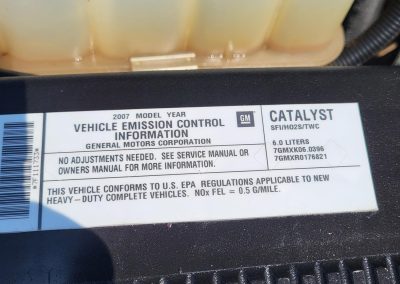 2007 MODEL YEAR
VEHICLE EMISSION CONTROL
INFORMATION
GENERAL MOTORS CORPORATION
GM
CATALYST
SFI/HO2S/TWC
NO ADJUSTMENTS NEEDED. SEE SERVICE MANUAL OR
OWNERS MANUAL FOR MORE INFORMATION.
6.0 LITERS
7GMXK06.0396
7GMXR0176821
THIS VEHICLE CONFORMS TO U.S. EPA REGULATIONS APPLICABLE TO NEW
HEAVY-DUTY COMPLETE VEHICLES. NOx FEL = 0.5 G/MILE.